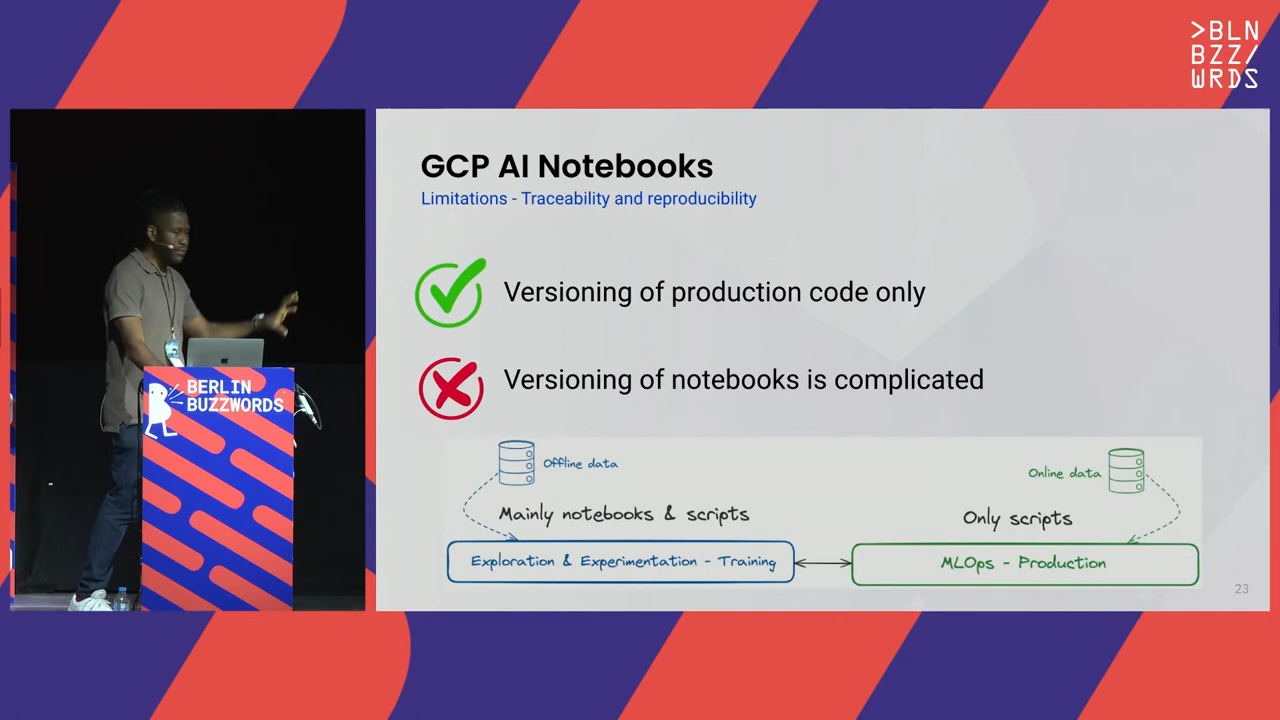 >BLN
BZZ/
WRDS
GCP AI Notebooks
Limitations - Traceability and reproducibility
Versioning of production code only
Versioning of notebooks is complicated
Offline data
Online data
Mainly notebooks & scripts
Only scripts
Exploration & Experimentation - Training
MLOps - Production
23
BERLIN
BUZZWORDS